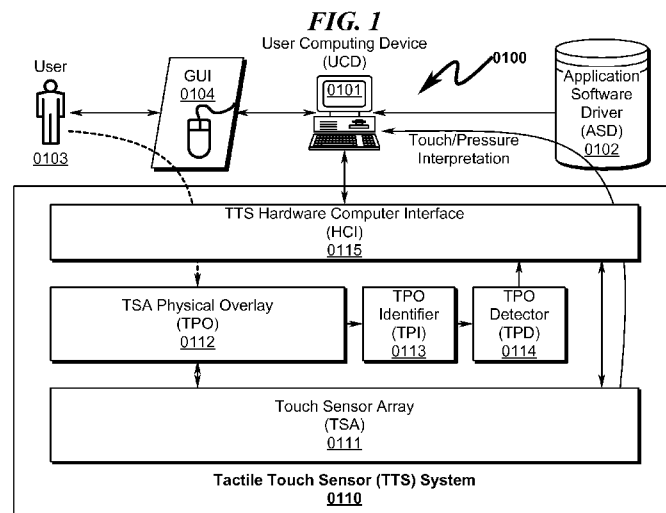 FIG. 1
User Computing Device
(UCD)
0101
0100
User
0103
GUI
0104
Application
Software
Driver
(ASD)
0102
Touch/Pressure
Interpretation
TTS Hardware Computer Interface
(HCI)
0115
TSA Physical Overlay
(TPO)
0112
TPO
Identifier
(TPI)
0113
TPO
Detector
(TPD)
0114
Touch Sensor Array
(TSA)
0111
Tactile Touch Sensor (TTS) System
0110